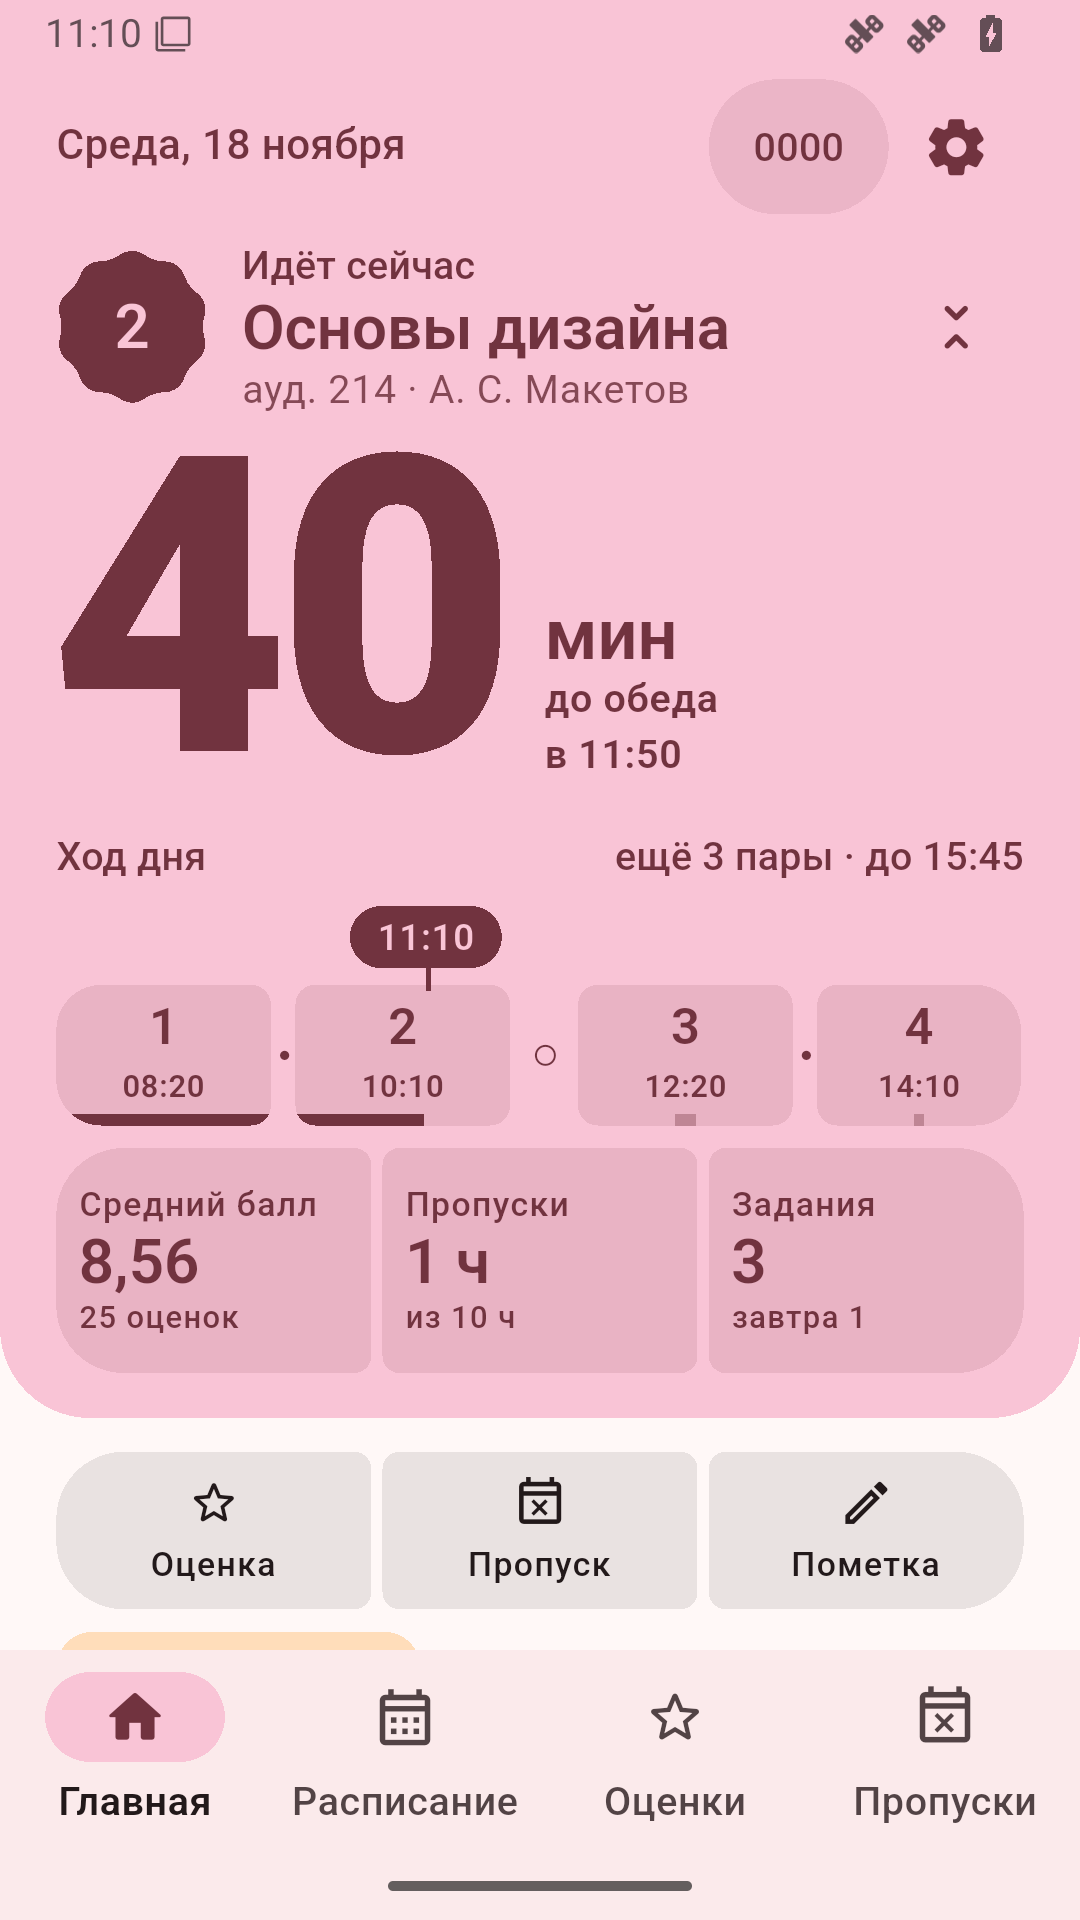 11:10
Среда, 18 ноября
0000
2
Идёт сейчас
Основы дизайна
ауд. 214 · А. С. Макетов
40
мин
до обеда
в 11:50
Ход дня
ещё 3 пары · до 15:45
11:10
1
2
3
4
08:20
10:10
12:20
14:10
Средний балл
8,56
25 оценок
Пропуски
1 ч
из 10 ч
Задания
3
завтра 1
Оценка
Пропуск
Пометка
Главная
Расписание
Оценки
Пропуски